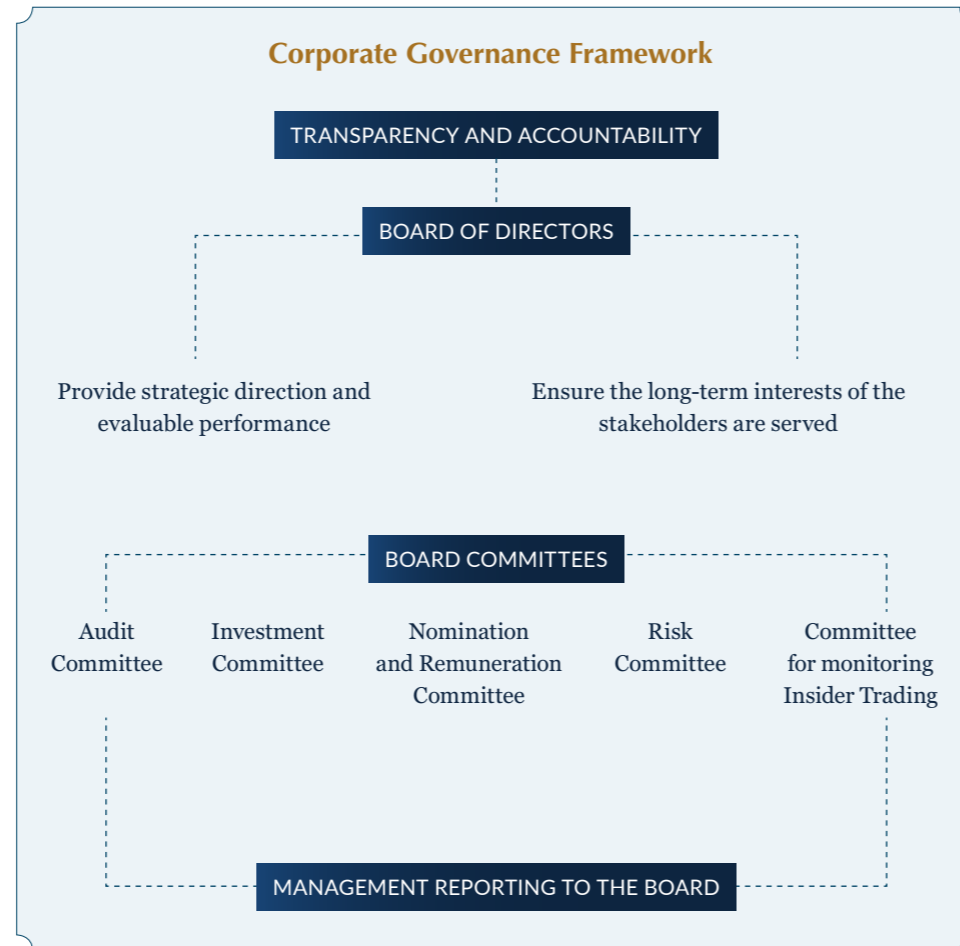 Corporate Governance Framework
TRANSPARENCY AND ACCOUNTABILITY
BOARD OF DIRECTORS
Provide strategic direction and
evaluable performance
Ensure the long-term interests of the
stakeholders are served
BOARD COMMITTEES
Audit
Committee
Investment
Committee
Nomination
and Remuneration
Committee
Risk
Committee
Committee
for monitoring
Insider Trading
MANAGEMENT REPORTING TO THE BOARD